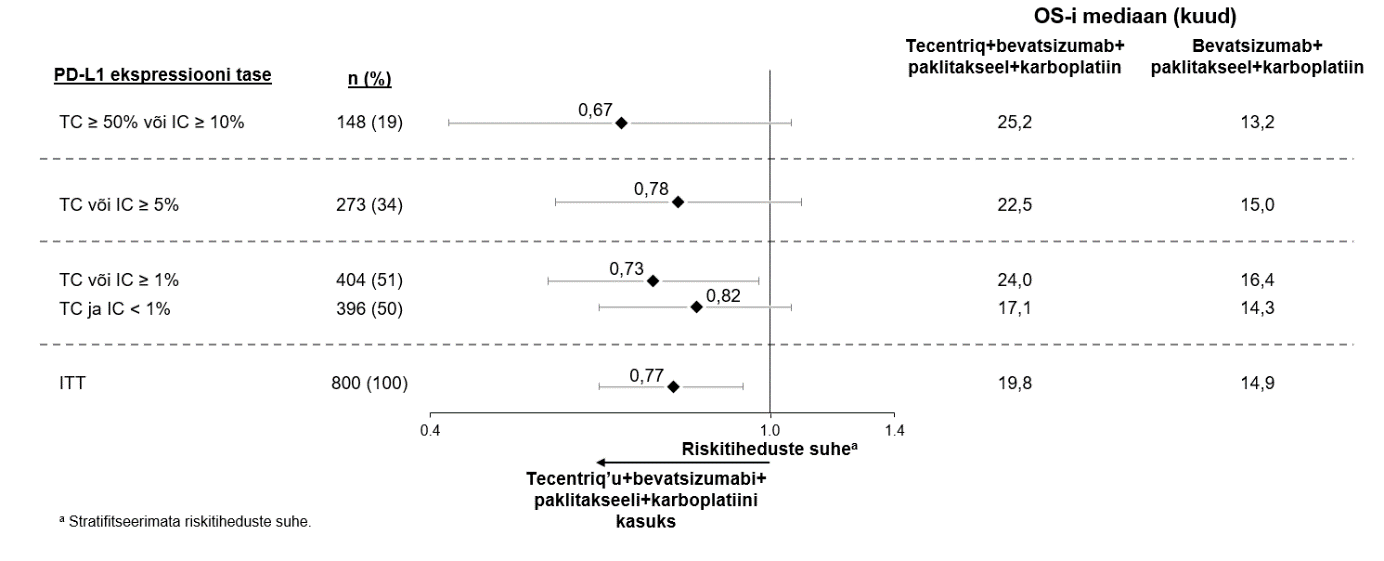 OS-i mediaan (kuud)
PD-L1 ekspressiooni tase n (%) Tecentriq+bevatsizumab+ Bevatsizumab+
paklitakseel+karboplatiin paklitakseel+karboplatiin
TC ≥ 50% või IC ≥ 10% 148 (19) 0,67 25,2 13,2
TC või IC ≥ 5% 273 (34) 0,78 22,5 15,0
TC või IC ≥ 1% 404 (51) 0,73 24,0 16,4
TC ja IC < 1% 396 (50) 0,82 17,1 14,3
ITT 800 (100) 0,77 19,8 14,9
0.4 1.0 1.4
Riskitiheduste suheᵃ
Tecentriq’u+bevatsizumabi+
paklitakseeli+karboplatiini
kasuks
ᵃ Stratifitseerimata riskitiheduste suhe.